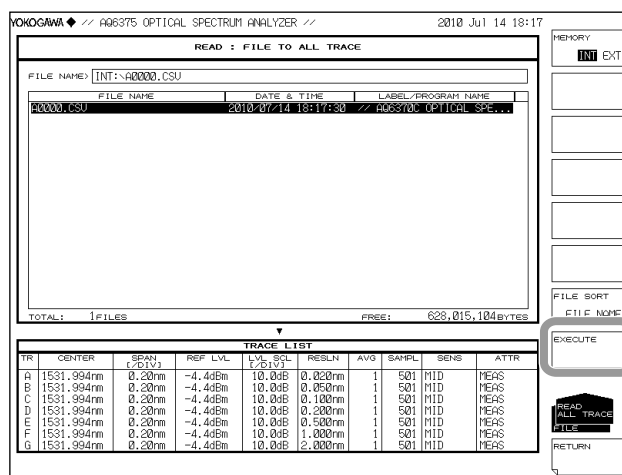 YOKOGAWA ◆ // AQ6375 OPTICAL SPECTRUM ANALYZER // 2010 Jul 14 18:17
READ : FILE TO ALL TRACE
FILE NAME> INT:\A0000.CSV
FILE NAME DATE & TIME LABEL/PROGRAM NAME
A0000.CSV 2010/07/14 18:17:30 // AQ6370C OPTICAL SPE...
TOTAL: 1FILES FREE: 628,015,104BYTES
▼
TRACE LIST
TR CENTER SPAN [/DIV] REF LVL LVL SCL [/DIV] RESLN AVG SAMPL SENS ATTR
A 1531.994nm 0.20nm -4.4dBm 10.0dB 0.020nm 1 501 MID MEAS
B 1531.994nm 0.20nm -4.4dBm 10.0dB 0.050nm 1 501 MID MEAS
C 1531.994nm 0.20nm -4.4dBm 10.0dB 0.100nm 1 501 MID MEAS
D 1531.994nm 0.20nm -4.4dBm 10.0dB 0.200nm 1 501 MID MEAS
E 1531.994nm 0.20nm -4.4dBm 10.0dB 0.500nm 1 501 MID MEAS
F 1531.994nm 0.20nm -4.4dBm 10.0dB 1.000nm 1 501 MID MEAS
G 1531.994nm 0.20nm -4.4dBm 10.0dB 2.000nm 1 501 MID MEAS
MEMORY
INT EXT
FILE SORT
FILE NAME
EXECUTE
READ
ALL TRACE
FILE
RETURN